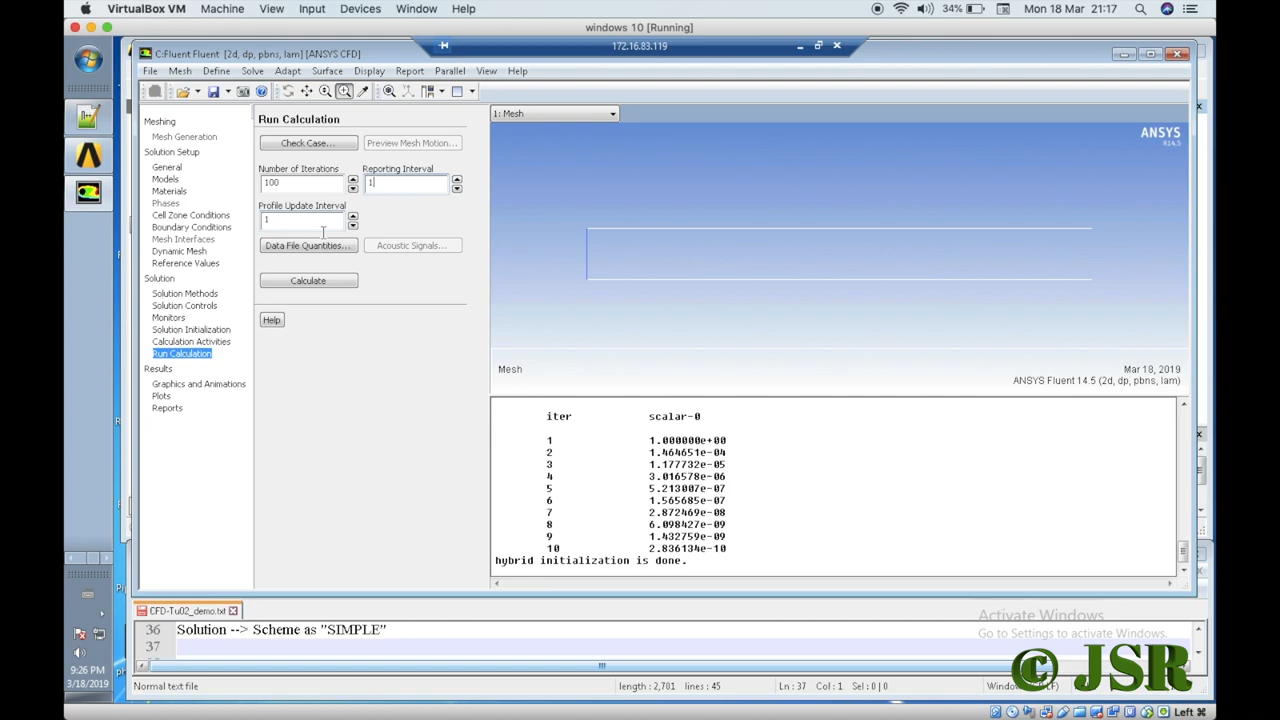 VirtualBox VM Machine View Input Devices Window Help 34% Mon 18 Mar 21:17
windows 10 [Running]
172.16.83.119
C:Fluent Fluent [2d, dp, pbns, lam] [ANSYS CFD]
File Mesh Define Solve Adapt Surface Display Report Parallel View Help
Meshing
Mesh Generation
Solution Setup
General
Models
Materials
Phases
Cell Zone Conditions
Boundary Conditions
Mesh Interfaces
Dynamic Mesh
Reference Values
Solution
Solution Methods
Solution Controls
Monitors
Solution Initialization
Calculation Activities
Run Calculation
Results
Graphics and Animations
Plots
Reports
Run Calculation
Check Case... Preview Mesh Motion...
Number of Iterations Reporting Interval
100 1
Profile Update Interval
1
Data File Quantities... Acoustic Signals...
Calculate
Help
1: Mesh
ANSYS
R14.5
Mesh Mar 18, 2019
ANSYS Fluent 14.5 (2d, dp, pbns, lam)
iter scalar-0
1 1.000000e+00
2 1.464651e-04
3 1.177732e-05
4 3.016578e-06
5 5.213007e-07
6 1.565685e-07
7 2.872469e-08
8 6.098427e-09
9 1.432759e-09
10 2.836134e-10
hybrid initialization is done.
CFD-Tu02_demo.txt
36 Solution --> Scheme as "SIMPLE"
37
Activate Windows
Go to Settings to activate Windows.
9:26 PM
3/18/2019
Normal text file length : 2,701 lines : 45 Ln : 37 Col : 1 Sel : 0 | 0
© JSR
Left ⌘